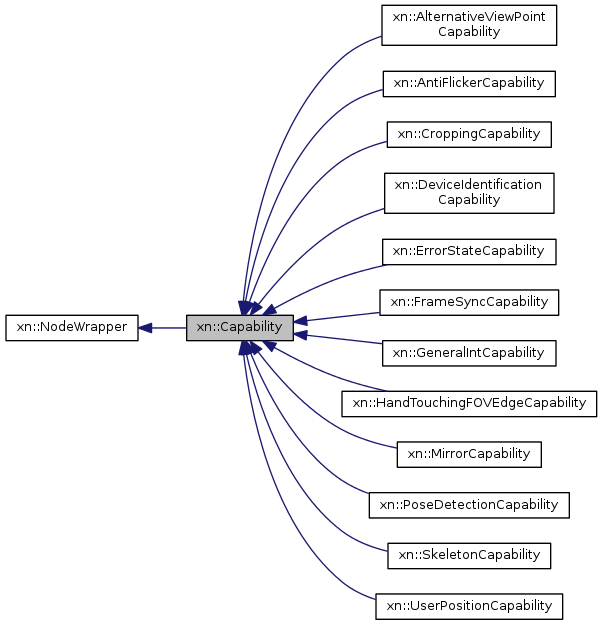 xn::AlternativeViewPoint
Capability
xn::AntiFlickerCapability
xn::CroppingCapability
xn::DeviceIdentification
Capability
xn::ErrorStateCapability
xn::FrameSyncCapability
xn::NodeWrapper
xn::Capability
xn::GeneralIntCapability
xn::HandTouchingFOVEdgeCapability
xn::MirrorCapability
xn::PoseDetectionCapability
xn::SkeletonCapability
xn::UserPositionCapability